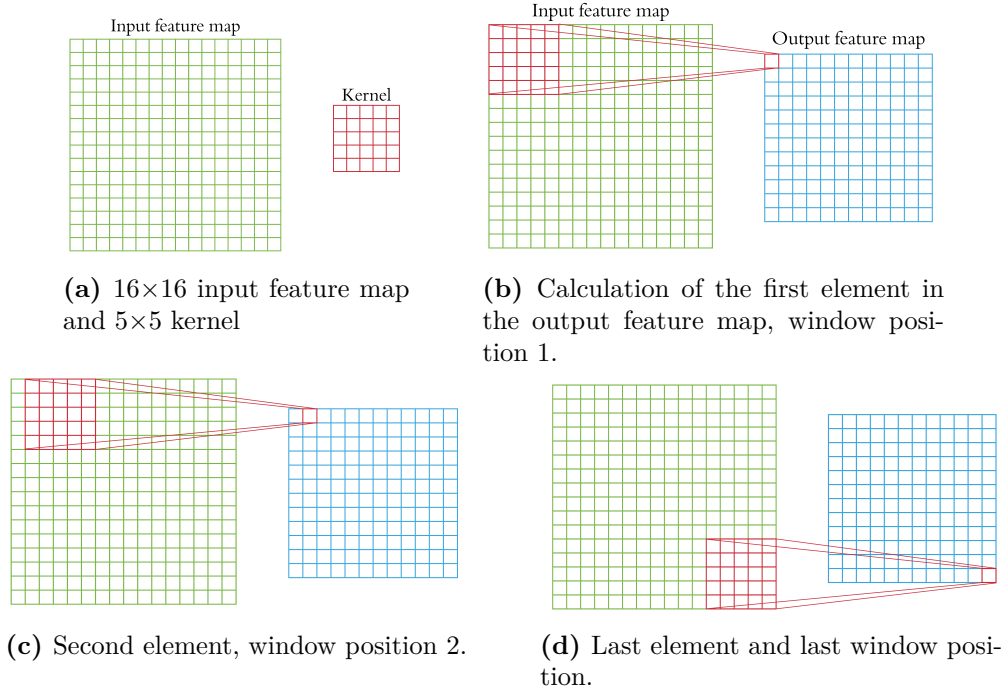 Input feature map
Kernel
(a) 16×16 input feature map
and 5×5 kernel
Input feature map
Output feature map
(b) Calculation of the first element in
the output feature map, window posi-
tion 1.
(c) Second element, window position 2.
(d) Last element and last window posi-
tion.